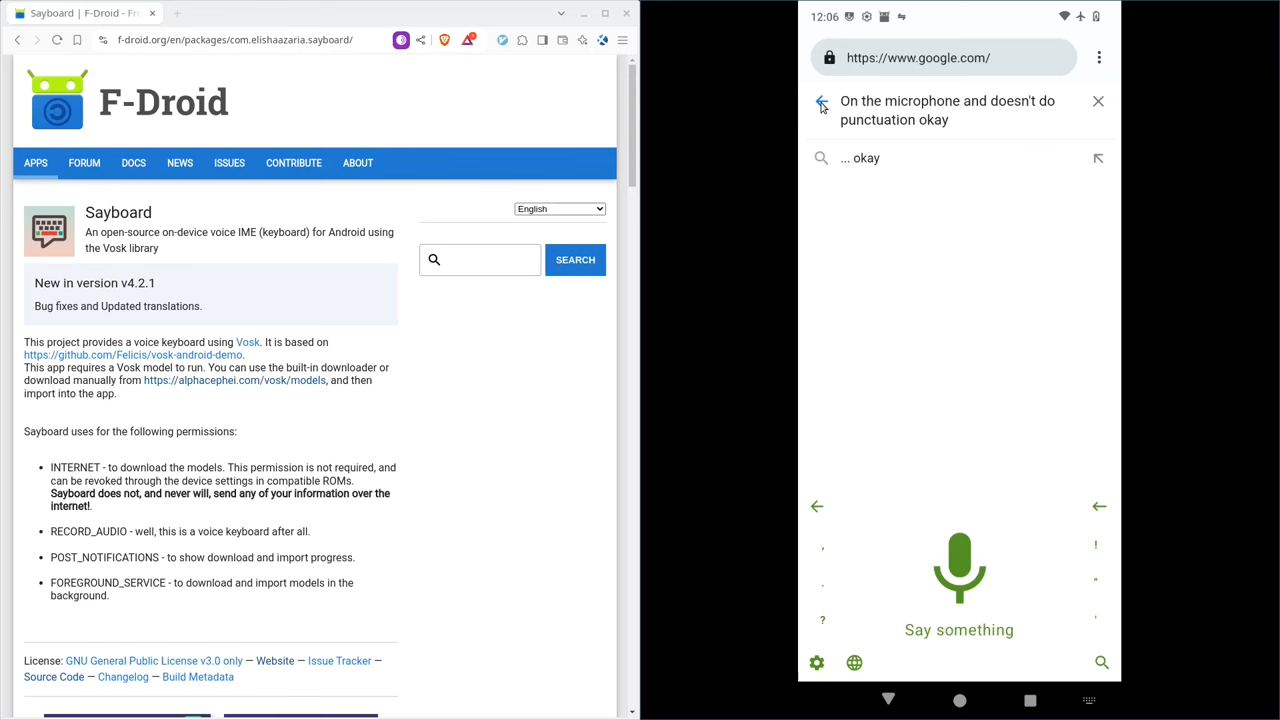 Sayboard | F-Droid - Fr
f-droid.org/en/packages/com.elishaazaria.sayboard/
F-Droid
APPS FORUM DOCS NEWS ISSUES CONTRIBUTE ABOUT
English
Sayboard
An open-source on-device voice IME (keyboard) for Android using
the Vosk library
SEARCH
New in version v4.2.1
Bug fixes and Updated translations.
This project provides a voice keyboard using Vosk. It is based on
https://github.com/Felicis/vosk-android-demo.
This app requires a Vosk model to run. You can use the built-in downloader or
download manually from https://alphacephei.com/vosk/models, and then
import into the app.
Sayboard uses for the following permissions:
• INTERNET - to download the models. This permission is not required, and
can be revoked through the device settings in compatible ROMs.
Sayboard does not, and never will, send any of your information over the
internet!.
• RECORD_AUDIO - well, this is a voice keyboard after all.
• POST_NOTIFICATIONS - to show download and import progress.
• FOREGROUND_SERVICE - to download and import models in the
background.
License: GNU General Public License v3.0 only — Website — Issue Tracker —
Source Code — Changelog — Build Metadata
12:06
https://www.google.com/
On the microphone and doesn't do
punctuation okay
... okay
, !
. "
? '
Say something